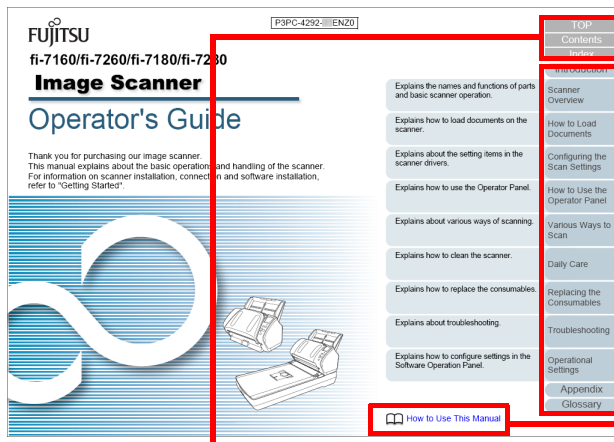 FUJITSU
P3PC-4292- ENZ0
fi-7160/fi-7260/fi-7180/fi-7280
Image Scanner
Operator's Guide
Thank you for purchasing our image scanner.
This manual explains about the basic operations and handling of the scanner.
For information on scanner installation, connection and software installation,
refer to "Getting Started".
TOP
Contents
Index
Introduction
Explains the names and functions of parts
and basic scanner operation.
Scanner
Overview
Explains how to load documents on the
scanner.
How to Load
Documents
Explains about the setting items in the
scanner drivers.
Configuring the
Scan Settings
Explains how to use the Operator Panel.
How to Use the
Operator Panel
Explains about various ways of scanning.
Various Ways to
Scan
Explains how to clean the scanner.
Daily Care
Explains how to replace the consumables.
Replacing the
Consumables
Explains about troubleshooting.
Troubleshooting
Explains how to configure settings in the
Software Operation Panel.
Operational
Settings
Appendix
Glossary
How to Use This Manual